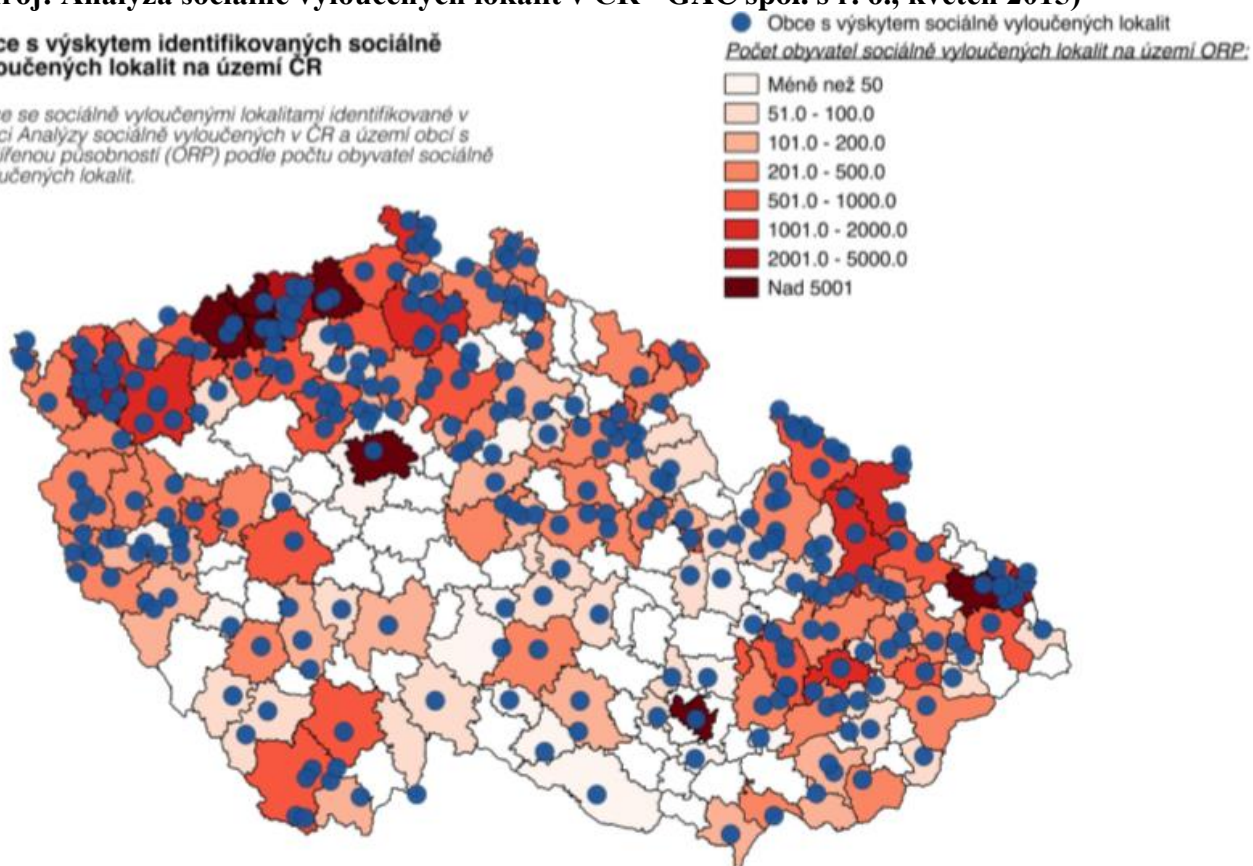 roj: Analýza sociálně vyloučených lokalit v ČR - GAC spol. s r. o., květen 2015)
ce s výskytem identifikovaných sociálně
oučených lokalit na území ČR
e se sociálně vyloučenými lokalitami identifikované v
ci Analýzy sociálně vyloučených v ČR a území obcí s
ířenou působností (ORP) podle počtu obyvatel sociálně
učených lokalit.
Obce s výskytem sociálně vyloučených lokalit
Počet obyvatel sociálně vyloučených lokalit na území ORP:
Méně než 50
51.0 - 100.0
101.0 - 200.0
201.0 - 500.0
501.0 - 1000.0
1001.0 - 2000.0
2001.0 - 5000.0
Nad 5001